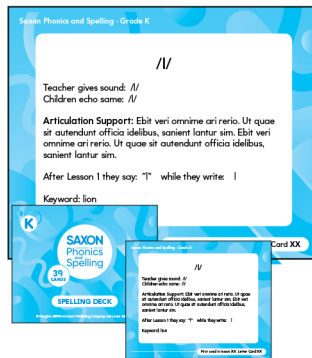 Saxon Phonics and Spelling · Grade K
/l/
Teacher gives sound: /l/
Children echo same: /l/
Articulation Support: Ebit veri omnime ari rerio. Ut quae
sit autendunt officia idelibus, sanient lantur sim. Ebit veri
omnime ari rerio. Ut quae sit autendunt officia idelibus,
sanient lantur sim.
After Lesson 1 they say: "l" while they write: l
Keyword: lion
Card XX
K
SAXON
Phonics
and
Spelling
39
CARDS
SPELLING DECK
Saxon Phonics and Spelling · Grade K
/l/
Teacher gives sound: /l/
Children echo same: /l/
Articulation Support: Ebit veri omnime ari rerio. Ut quae
sit autendunt officia idelibus, sanient lantur sim. Ebit veri
omnime ari rerio. Ut quae sit autendunt officia idelibus,
sanient lantur sim.
After Lesson 1 they say: "l" while they write: l
Keyword: lion
First used in lesson XX Letter Card XX